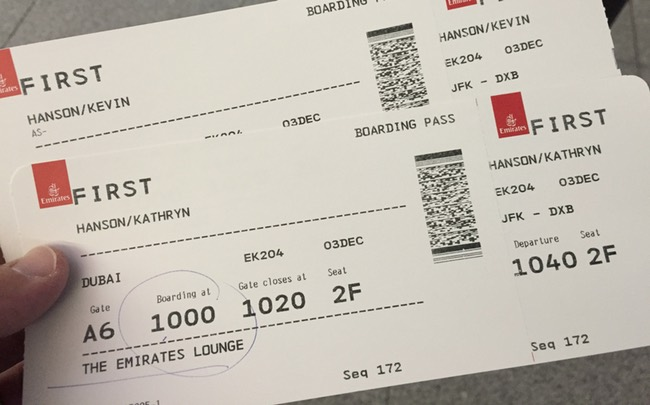 BOARDING
Emirates
FIRST
HANSON/KEVIN
AS-
EK204 03DEC
HANSON/KEVIN
EK204 03DEC
JFK - DXB
BOARDING PASS
Emirates
FIRST
HANSON/KATHRYN
EK204 03DEC
DUBAI
Gate Boarding at Gate closes at Seat
A6 1000 1020 2F
THE EMIRATES LOUNGE
Seq 172
Emirates
FIRST
HANSON/KATHRYN
EK204 03DEC
JFK - DXB
Departure Seat
1040 2F
Seq 172